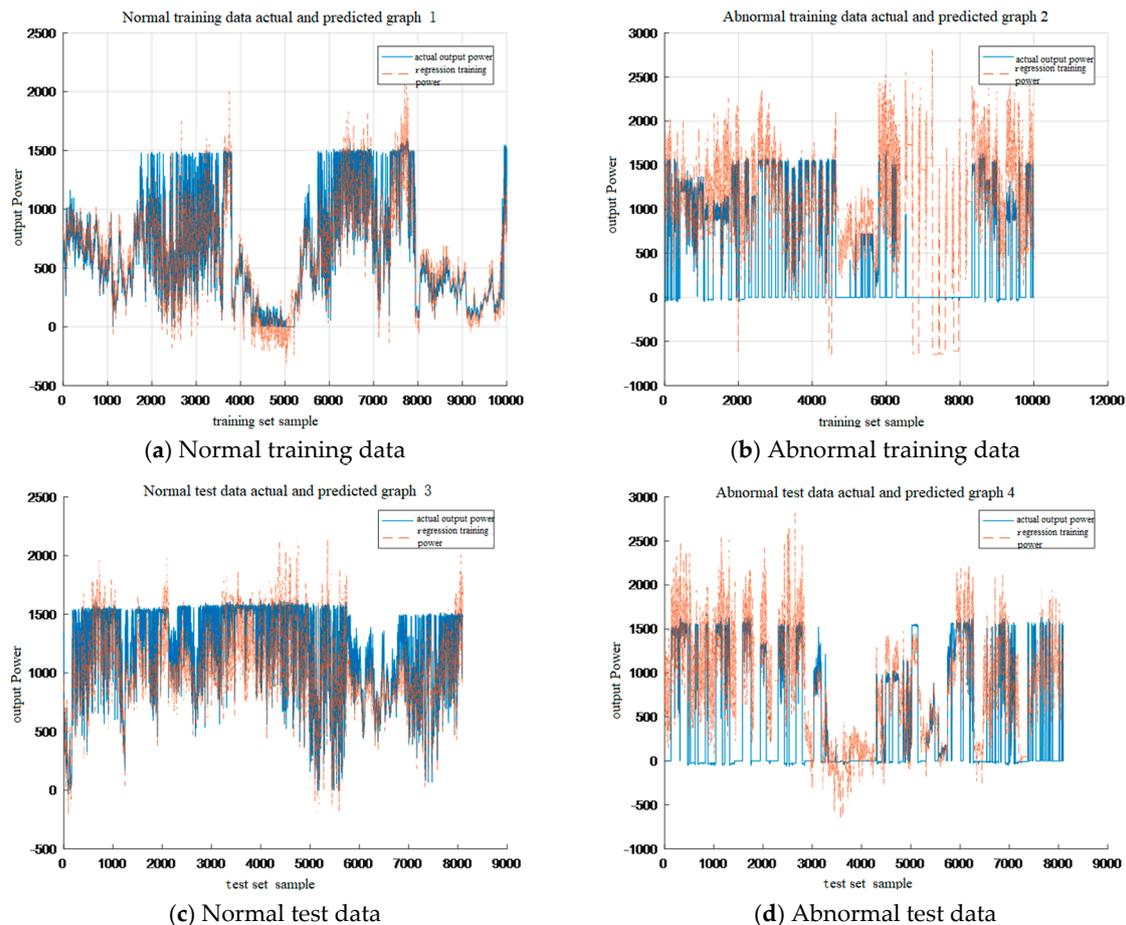 Normal training data actual and predicted graph 1
2500
2000
1500
1000
500
0
-500
output Power
actual output power
regression training
power
0 1000 2000 3000 4000 5000 6000 7000 8000 9000 10000
training set sample
(a) Normal training data
Abnormal training data actual and predicted graph 2
3000
2500
2000
1500
1000
500
0
-500
-1000
output power
actual output power
regression training
power
0 2000 4000 6000 8000 10000 12000
training set sample
(b) Abnormal training data
Normal test data actual and predicted graph 3
2500
2000
1500
1000
500
0
-500
output power
actual output power
regression training
power
0 1000 2000 3000 4000 5000 6000 7000 8000 9000
test set sample
(c) Normal test data
Abnormal test data actual and predicted graph 4
3000
2500
2000
1500
1000
500
0
-500
-1000
output power
actual output power
regression training
power
0 1000 2000 3000 4000 5000 6000 7000 8000 9000
test set sample
(d) Abnormal test data